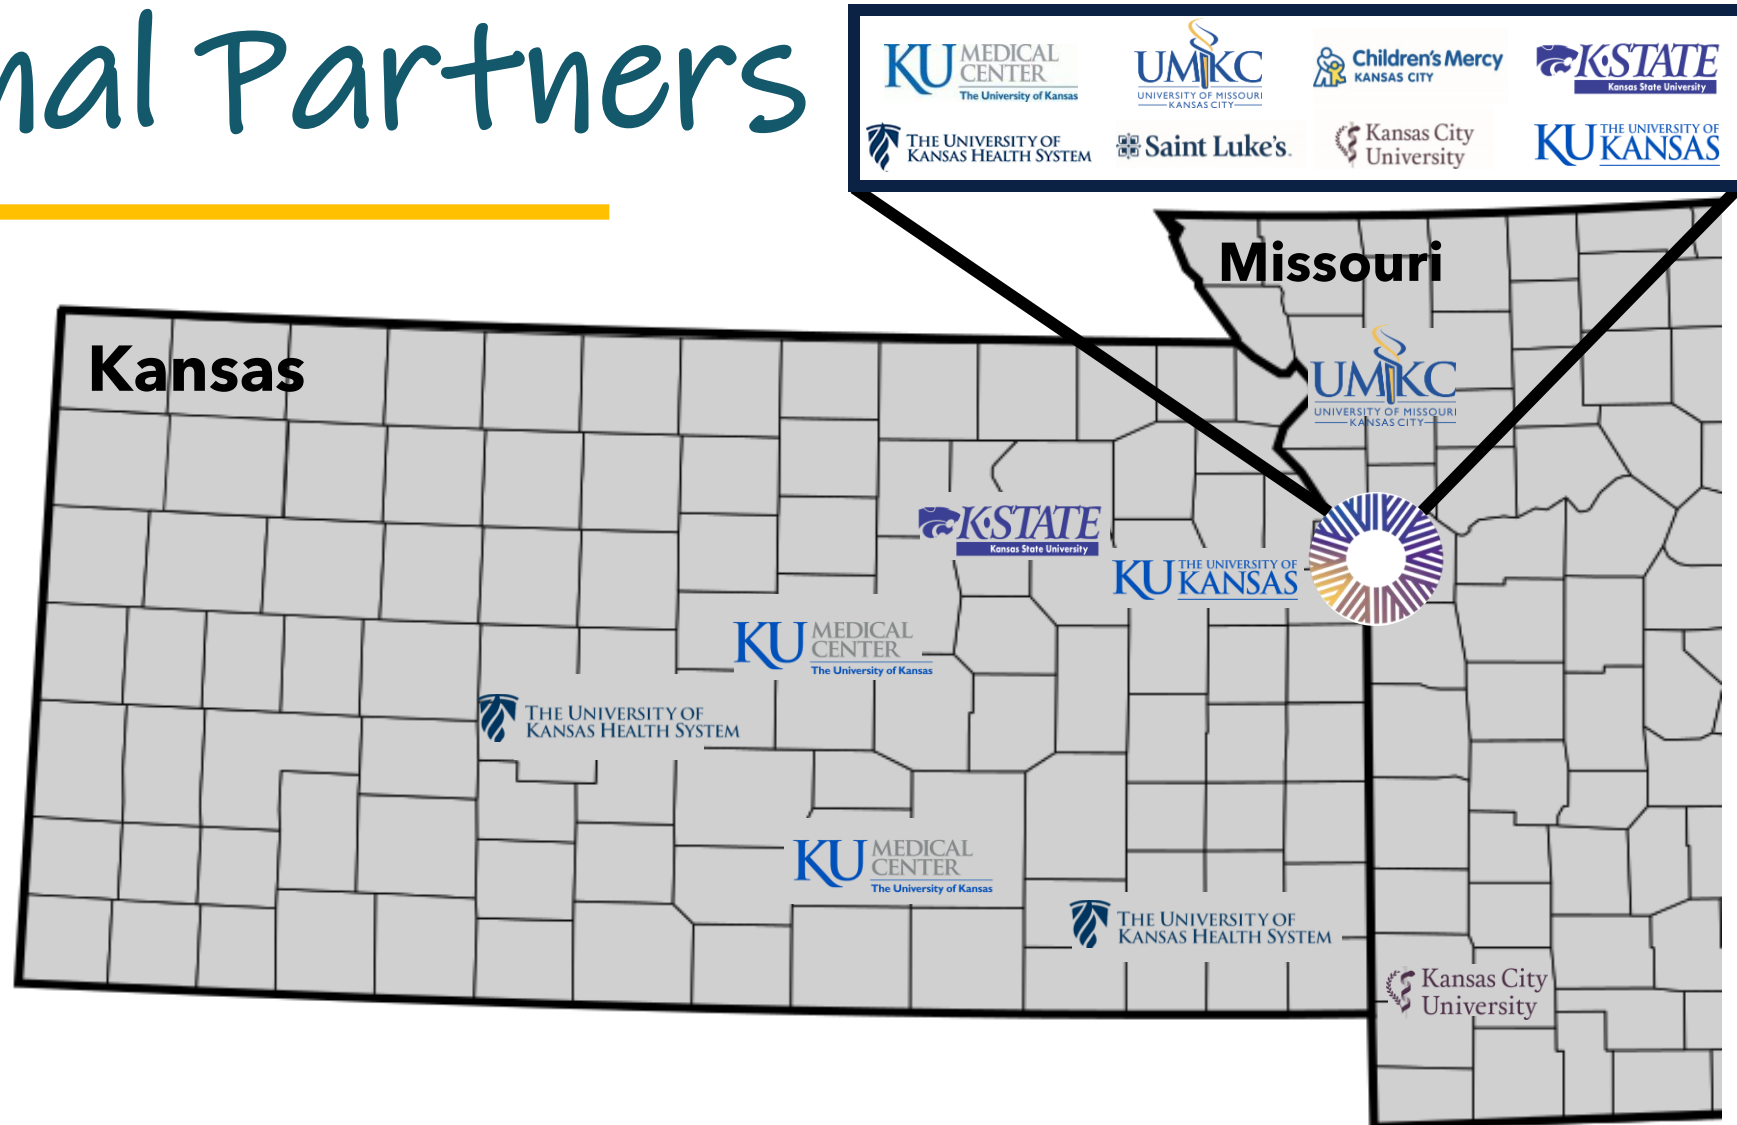 nal Partners
KU MEDICAL CENTER
The University of Kansas
UMKC
UNIVERSITY OF MISSOURI
KANSAS CITY
Children's Mercy
KANSAS CITY
K·STATE
Kansas State University
THE UNIVERSITY OF
KANSAS HEALTH SYSTEM
Saint Luke's.
Kansas City
University
KU THE UNIVERSITY OF
KANSAS
Missouri
Kansas
UMKC
UNIVERSITY OF MISSOURI
KANSAS CITY
K·STATE
Kansas State University
KU THE UNIVERSITY OF
KANSAS
KU MEDICAL
CENTER
The University of Kansas
THE UNIVERSITY OF
KANSAS HEALTH SYSTEM
KU MEDICAL
CENTER
The University of Kansas
THE UNIVERSITY OF
KANSAS HEALTH SYSTEM
Kansas City
University